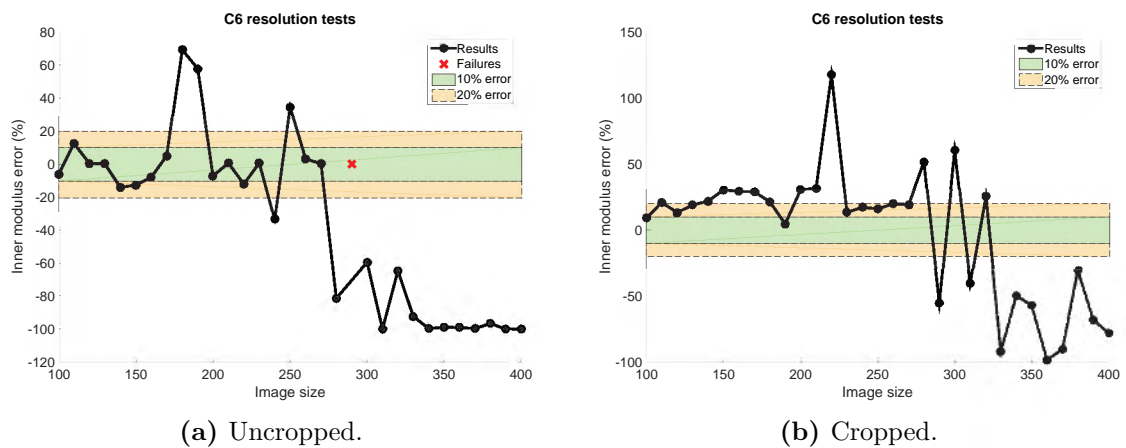 C6 resolution tests
80
60
40
20
0
-20
-40
-60
-80
-100
-120
Inner modulus error (%)
Results
Failures
10% error
20% error
100 150 200 250 300 350 400
Image size
(a) Uncropped.
C6 resolution tests
150
100
50
0
-50
-100
Inner modulus error (%)
Results
10% error
20% error
100 150 200 250 300 350 400
Image size
(b) Cropped.